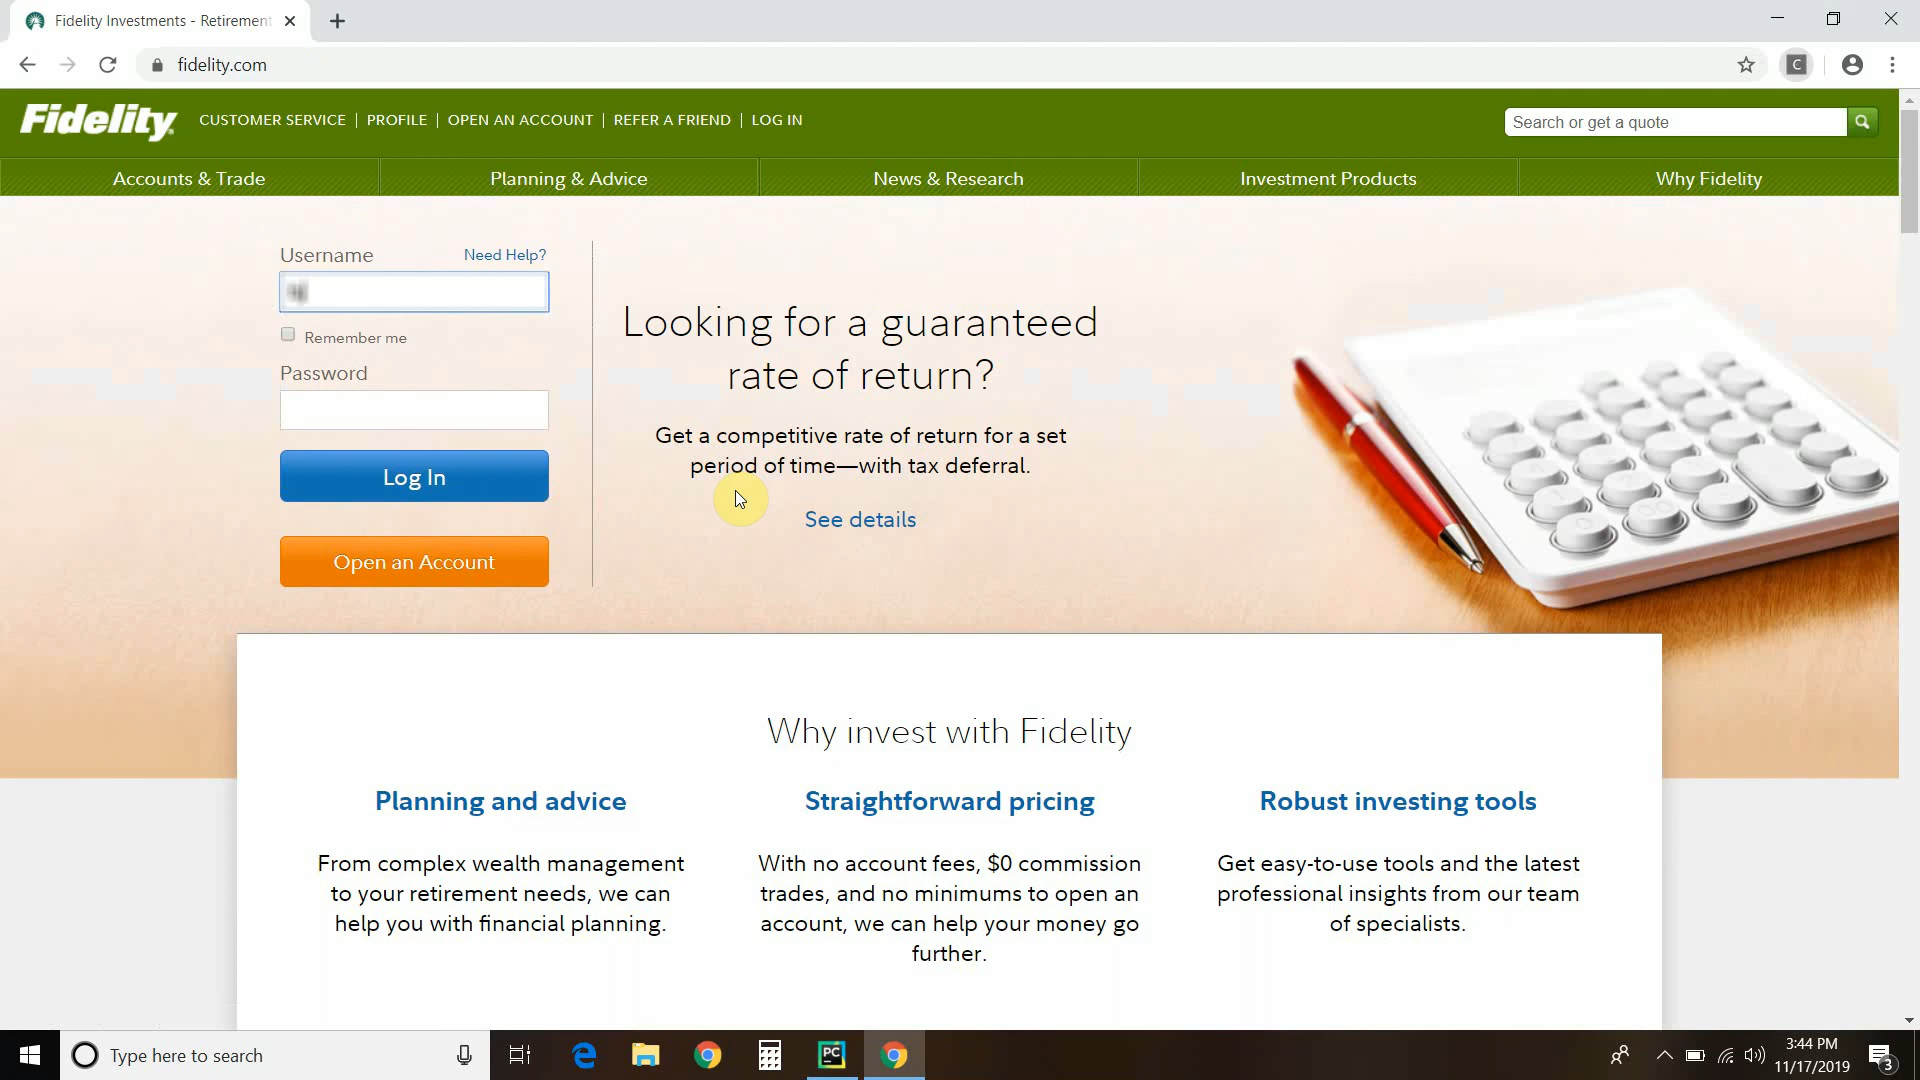 Fidelity Investments - Retirement
fidelity.com
C
Fidelity
CUSTOMER SERVICE | PROFILE | OPEN AN ACCOUNT | REFER A FRIEND | LOG IN
Search or get a quote
Accounts & Trade
Planning & Advice
News & Research
Investment Products
Why Fidelity
Username
Need Help?
Remember me
Password
Log In
Open an Account
Looking for a guaranteed
rate of return?
Get a competitive rate of return for a set
period of time—with tax deferral.
See details
Why invest with Fidelity
Planning and advice
From complex wealth management
to your retirement needs, we can
help you with financial planning.
Straightforward pricing
With no account fees, $0 commission
trades, and no minimums to open an
account, we can help your money go
further.
Robust investing tools
Get easy-to-use tools and the latest
professional insights from our team
of specialists.
Type here to search
PC
3:44 PM
11/17/2019
3